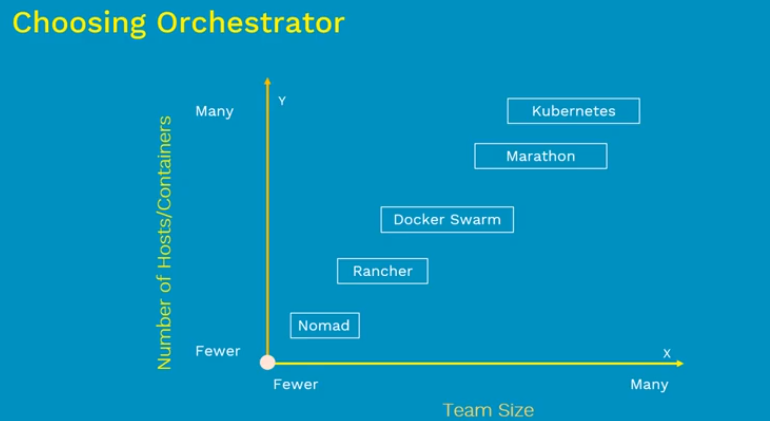 Choosing Orchestrator
Y
Many
Kubernetes
Marathon
Docker Swarm
Rancher
Nomad
Number of Hosts/Containers
Fewer
X
Fewer
Many
Team Size